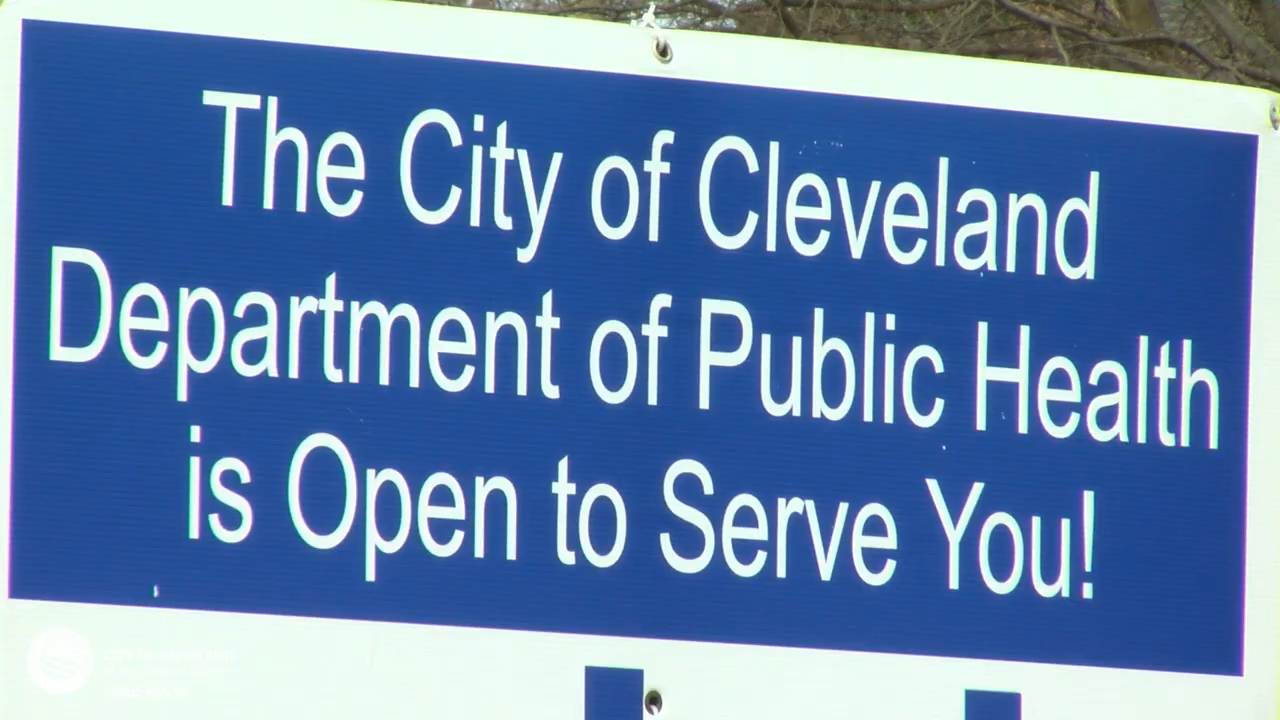 The City of Cleveland
Department of Public Health
is Open to Serve You!